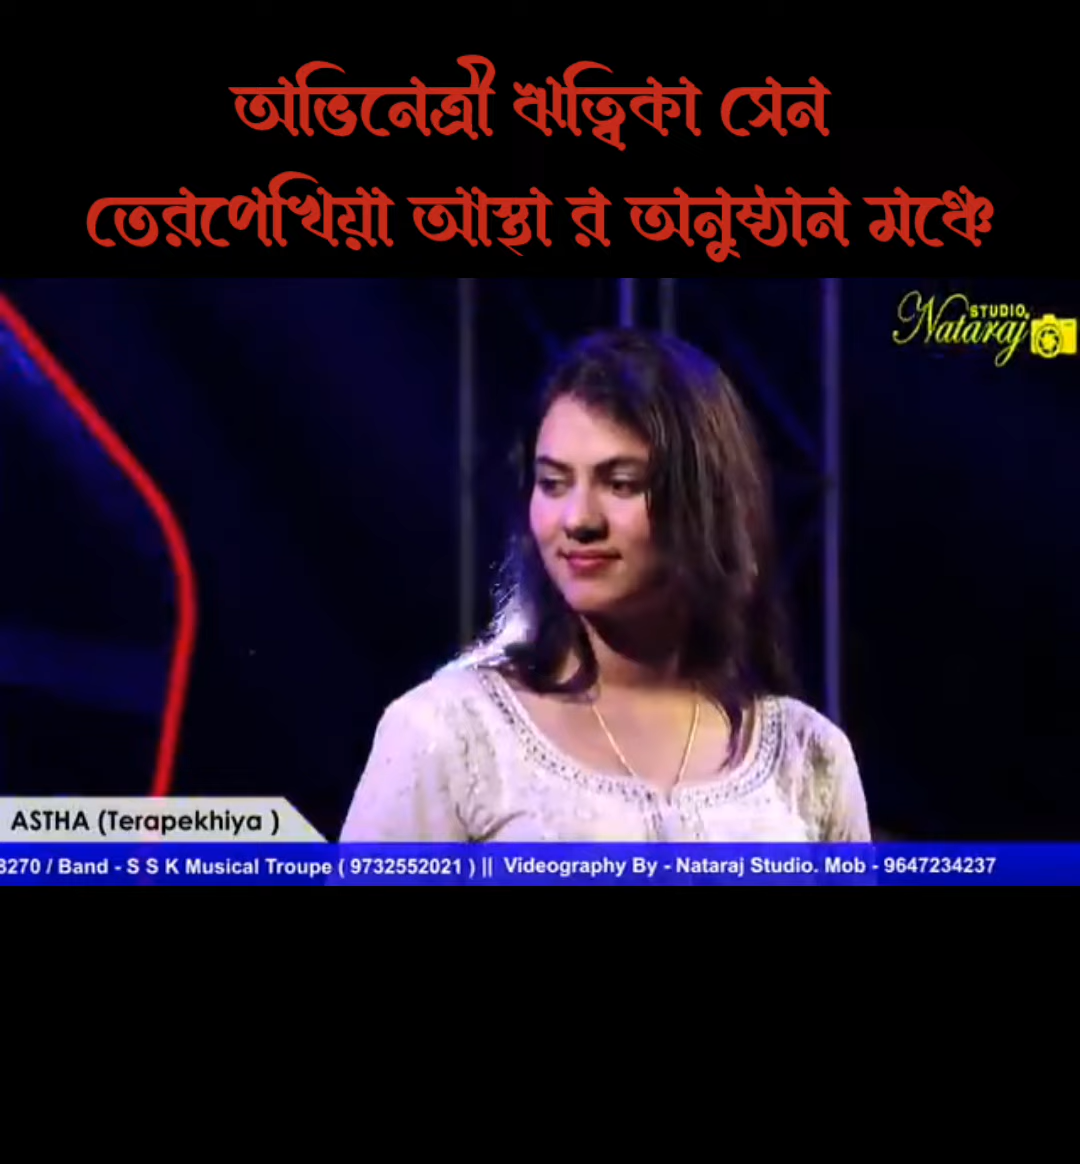 অভিনেত্রী ঋত্বিকা সেন
তেরপেখিয়া আস্থা র অনুষ্ঠান মঞ্চে
STUDIO
Nataraj
ASTHA (Terapekhiya )
3270 / Band - S S K Musical Troupe ( 9732552021 ) || Videography By - Nataraj Studio. Mob - 9647234237